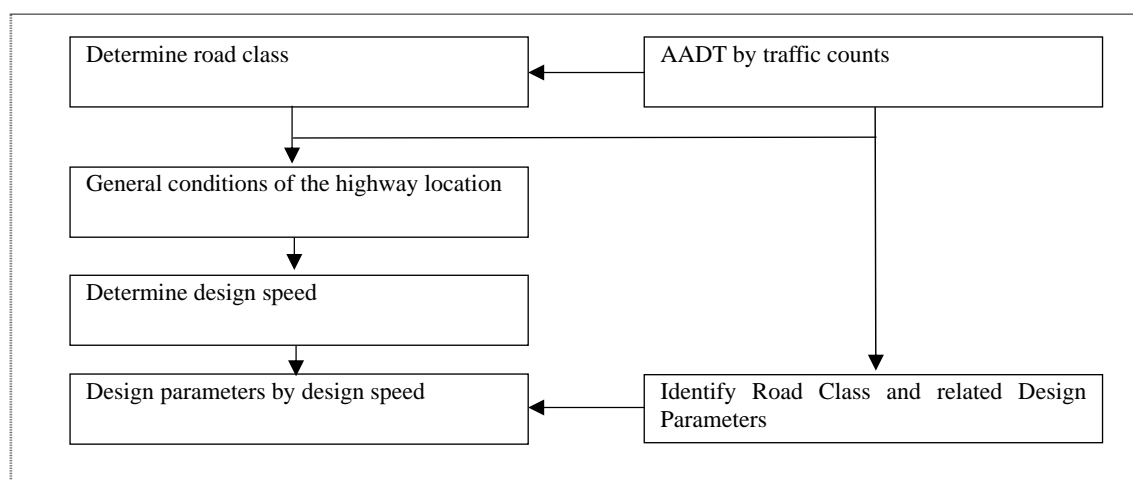 Determine road class
AADT by traffic counts
General conditions of the highway location
Determine design speed
Design parameters by design speed
Identify Road Class and related Design
Parameters